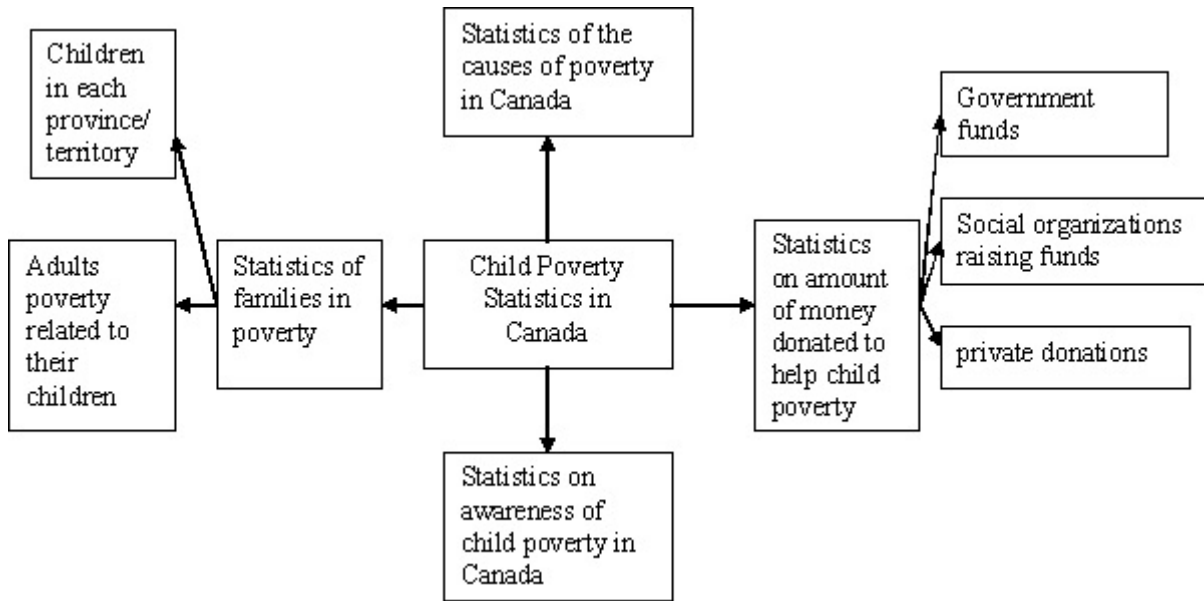 Children
in each
province/
territory
Statistics of the
causes of poverty
in Canada
Government
funds
Adults
poverty
related to
their
children
Statistics of
families in
poverty
Child Poverty
Statistics in
Canada
Statistics
on amount
of money
donated to
help child
poverty
Social organizations
raising funds
private donations
Statistics on
awareness of
child poverty in
Canada